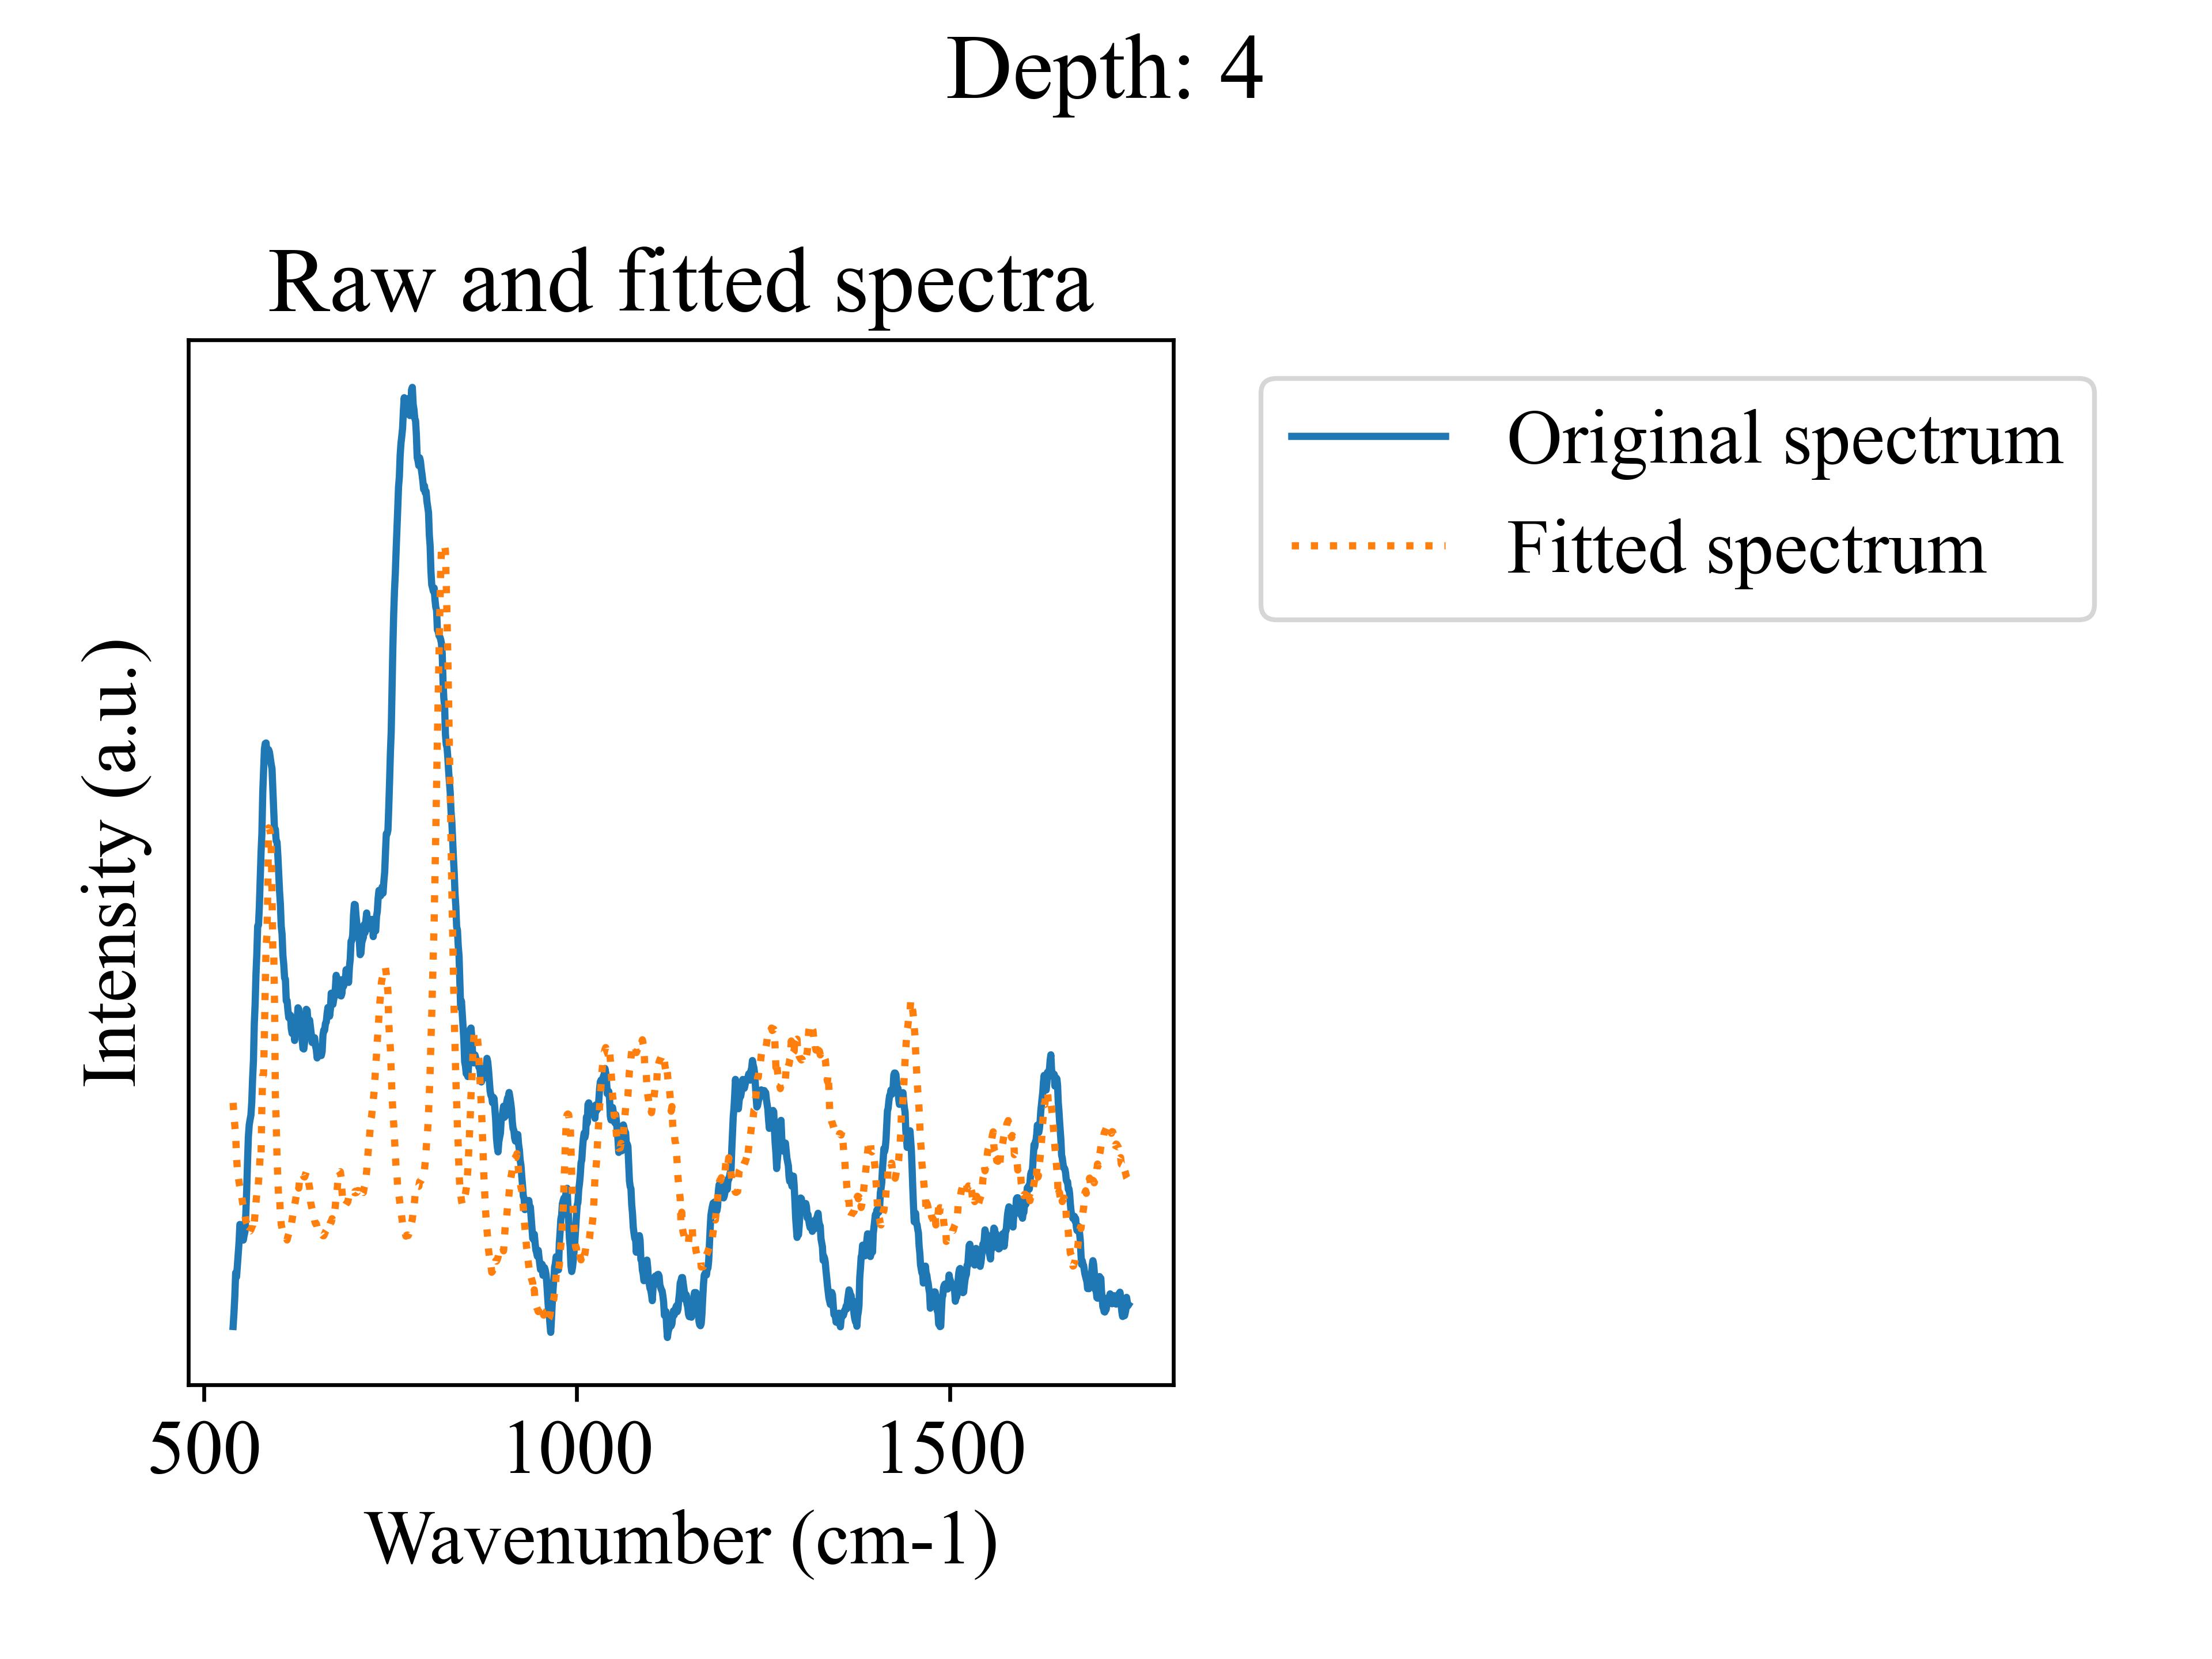 Depth: 4
Raw and fitted spectra
Original spectrum
Fitted spectrum
Intensity (a.u.)
500 1000 1500
Wavenumber (cm-1)